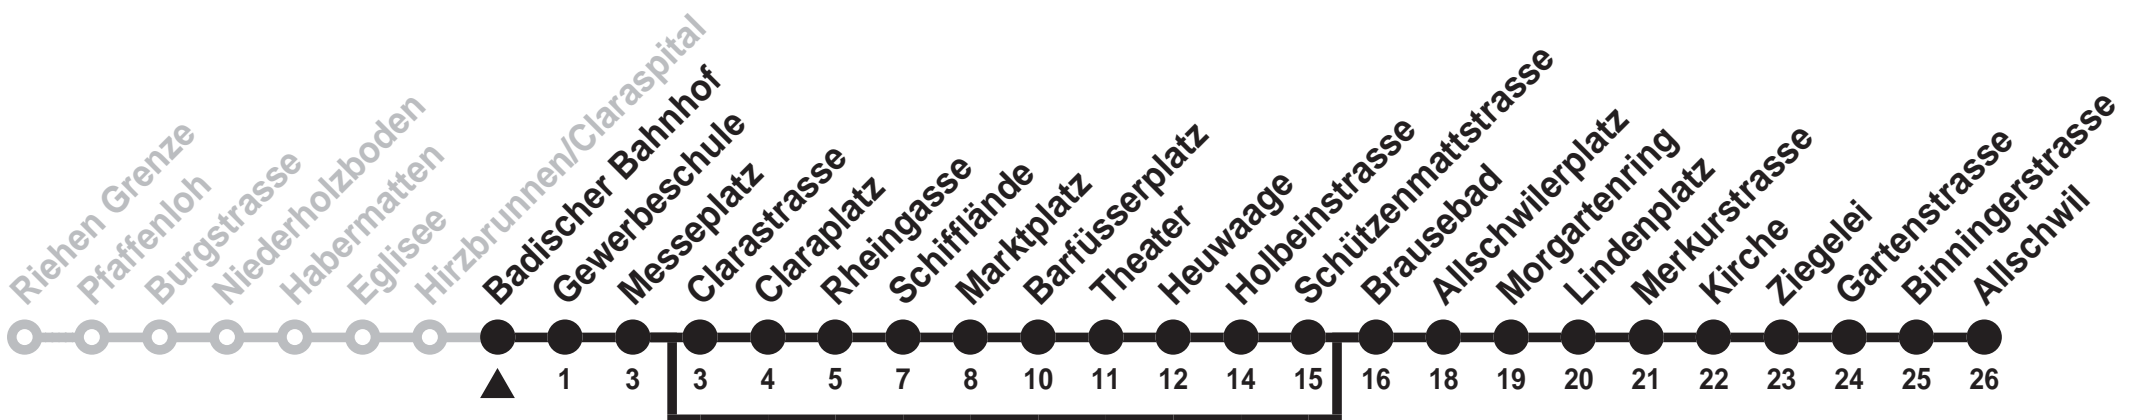 Riehen Grenze
Pfaffenloh
Burgstrasse
Niederholzboden
Habermatten
Eglisee
Hirzbrunnen/Claraspital
Badischer Bahnhof
Gewerbeschule
Messeplatz
Clarastrasse
Claraplatz
Rheingasse
Schifflände
Marktplatz
Barfüsserplatz
Theater
Heuwaage
Holbeinstrasse
Schützenmattstrasse
Brausebad
Allschwilerplatz
Morgartenring
Lindenplatz
Merkurstrasse
Kirche
Ziegelei
Gartenstrasse
Binningerstrasse
Allschwil
1 3 3 4 5 7 8 10 11 12 14 15 16 18 19 20 21 22 23 24 25 26